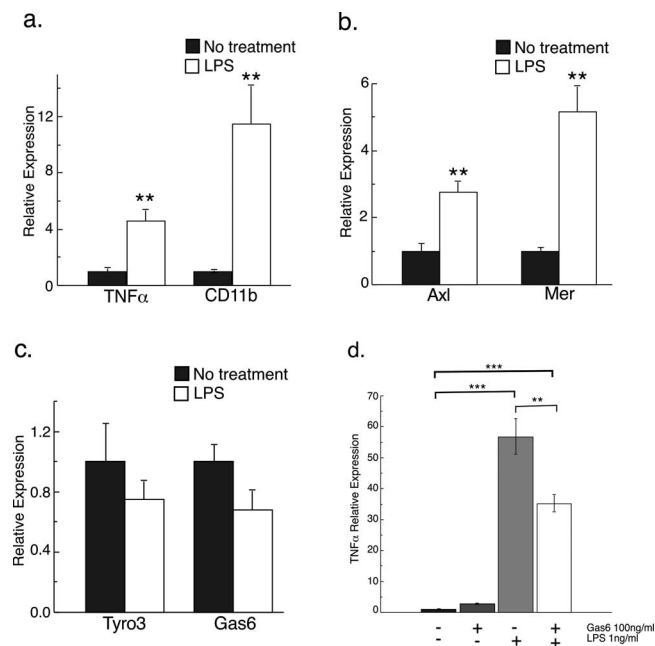 a.
No treatment
LPS
**
**
12
8
4
0
Relative Expression
TNFα
CD11b
b.
No treatment
LPS
**
**
6
4
2
0
Relative Expression
Axl
Mer
c.
No treatment
LPS
1.2
0.8
0.4
0.0
Relative Expression
Tyro3
Gas6
d.
***
***
**
70
60
50
40
30
20
10
0
TNFα Relative Expression
- + - + Gas6 100ng/ml
- - + + LPS 1ng/ml